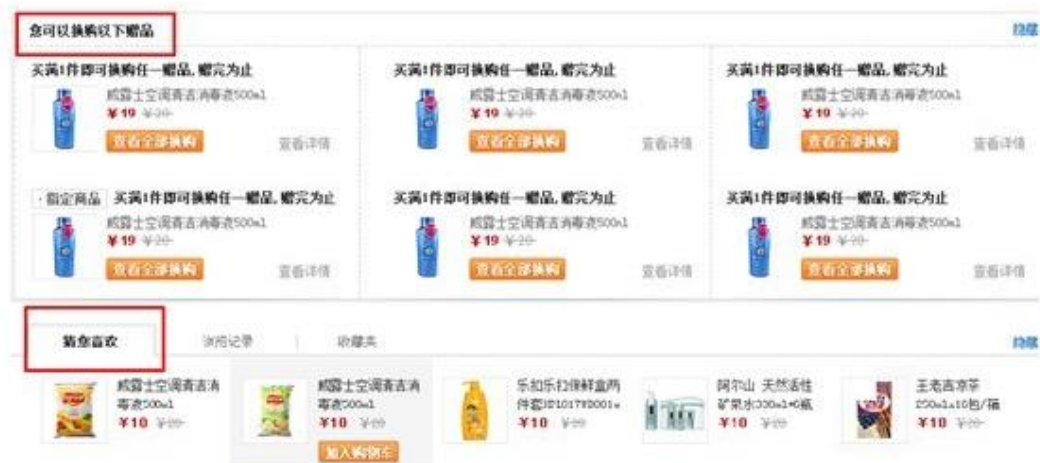 您可以换购以下赠品
隐藏
买满1件即可换购任一赠品,赠完为止
威露士空调清洁消毒液500ml
¥19 ¥20
查看全部换购
查看详情
买满1件即可换购任一赠品,赠完为止
威露士空调清洁消毒液500ml
¥19 ¥20
查看全部换购
查看详情
买满1件即可换购任一赠品,赠完为止
威露士空调清洁消毒液500ml
¥19 ¥20
查看全部换购
查看详情
·指定商品 买满1件即可换购任一赠品,赠完为止
威露士空调清洁消毒液500ml
¥19 ¥20
查看全部换购
查看详情
买满1件即可换购任一赠品,赠完为止
威露士空调清洁消毒液500ml
¥19 ¥20
查看全部换购
查看详情
买满1件即可换购任一赠品,赠完为止
威露士空调清洁消毒液500ml
¥19 ¥20
查看全部换购
查看详情
猜您喜欢 浏览记录 收藏夹
隐藏
威露士空调清洁消
毒液500ml
¥10 ¥20
威露士空调清洁消
毒液500ml
¥10 ¥20
加入购物车
乐扣乐扣保鲜盒两
¥10 ¥20
阿尔山 天然活性
矿泉水330ml*6瓶
¥10 ¥20
王老吉凉茶
250mlx16包/箱
¥10 ¥20